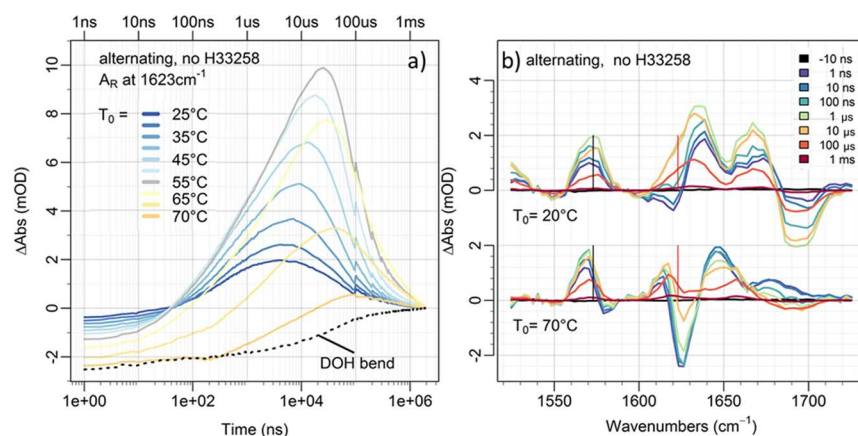 1ns 10ns 100ns 1us 10us 100us 1ms
alternating, no H33258 a)
A_R at 1623cm⁻¹
T₀ = 25°C
35°C
45°C
55°C
65°C
70°C
DOH bend
ΔAbs (mOD)
10
8
6
4
2
0
-2
1e+00 1e+02 1e+04 1e+06
Time (ns)
b) alternating, no H33258
-10 ns
1 ns
10 ns
100 ns
1 µs
10 µs
100 µs
1 ms
T₀= 20°C
T₀= 70°C
ΔAbs (mOD)
4
2
0
2
0
-2
1550 1600 1650 1700
Wavenumbers (cm⁻¹)